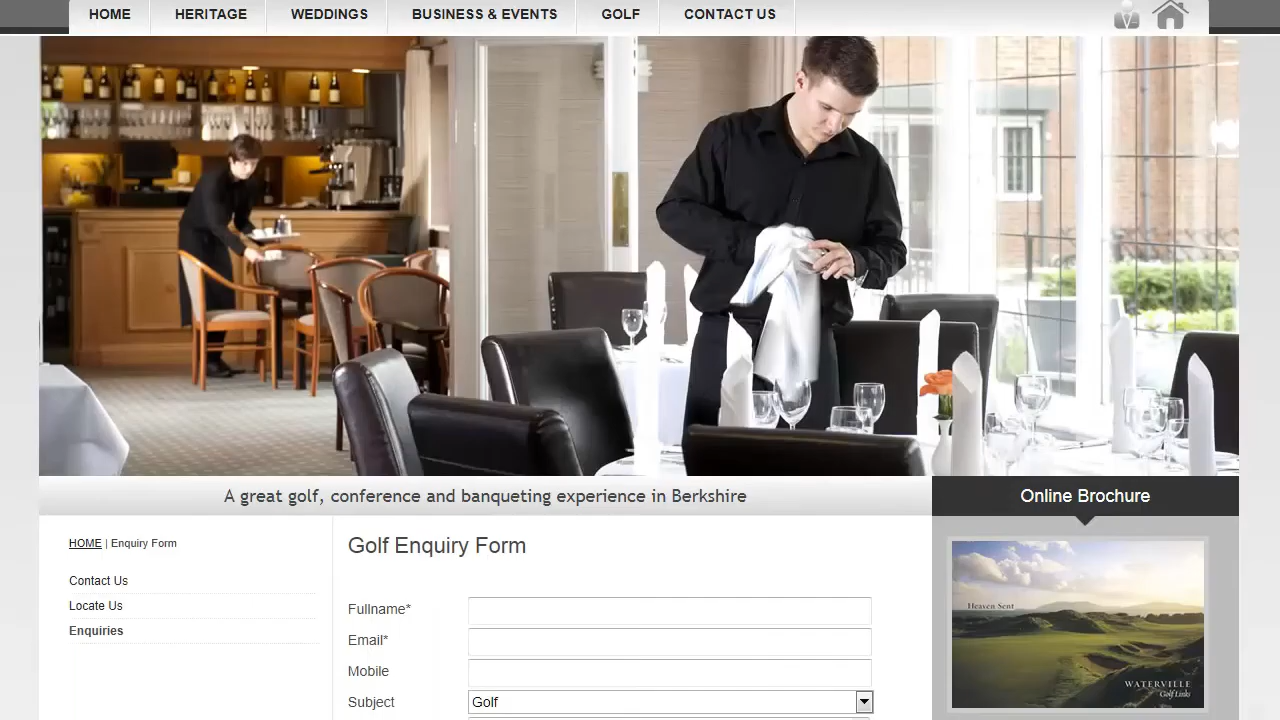 HOME HERITAGE WEDDINGS BUSINESS & EVENTS GOLF CONTACT US
A great golf, conference and banqueting experience in Berkshire
Online Brochure
HOME | Enquiry Form
Contact Us
Locate Us
Enquiries
Golf Enquiry Form
Fullname*
Email*
Mobile
Subject Golf
Heaven Sent
WATERVILLE
Golf Links